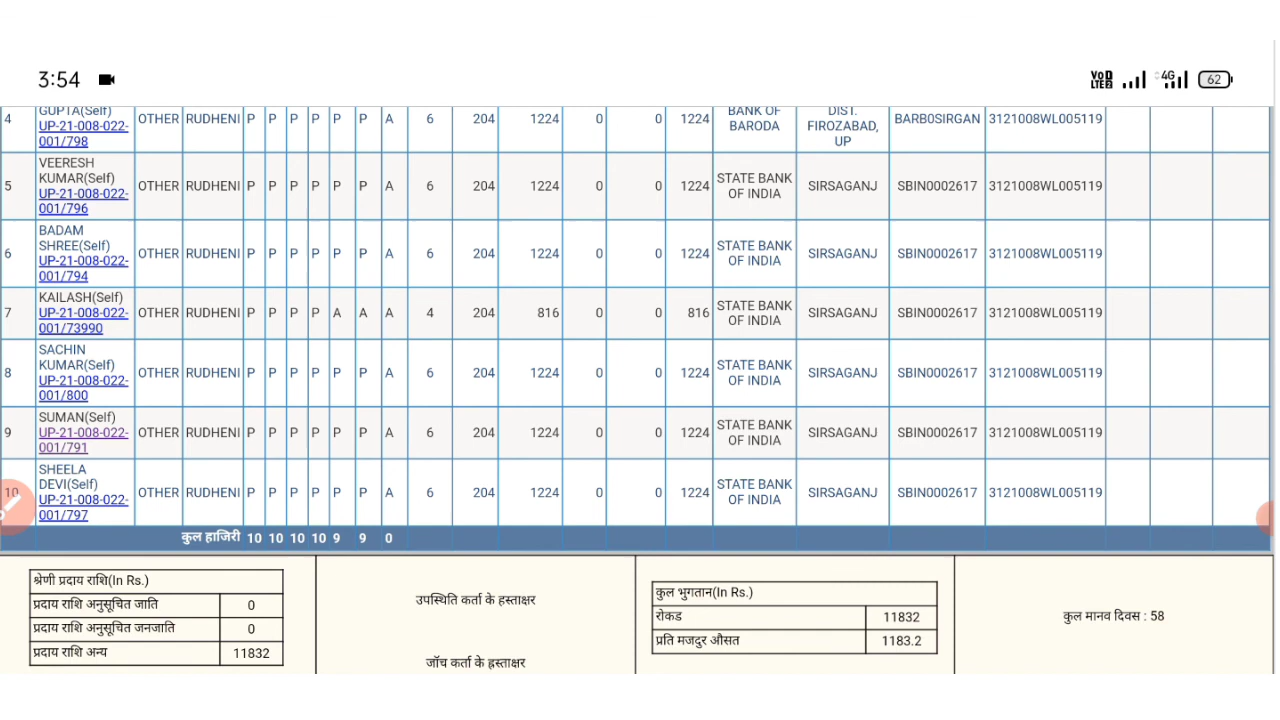 3:54 VoD LTE2 4G 62
4 GUPTA(Self) UP-21-008-022-001/798 OTHER RUDHENI P P P P P P A 6 204 1224 0 0 1224 BANK OF BARODA DIST. FIROZABAD, UP BARB0SIRGAN 3121008WL005119
5 VEERESH KUMAR(Self) UP-21-008-022-001/796 OTHER RUDHENI P P P P P P A 6 204 1224 0 0 1224 STATE BANK OF INDIA SIRSAGANJ SBIN0002617 3121008WL005119
6 BADAM SHREE(Self) UP-21-008-022-001/794 OTHER RUDHENI P P P P P P A 6 204 1224 0 0 1224 STATE BANK OF INDIA SIRSAGANJ SBIN0002617 3121008WL005119
7 KAILASH(Self) UP-21-008-022-001/73990 OTHER RUDHENI P P P P A A A 4 204 816 0 0 816 STATE BANK OF INDIA SIRSAGANJ SBIN0002617 3121008WL005119
8 SACHIN KUMAR(Self) UP-21-008-022-001/800 OTHER RUDHENI P P P P P P A 6 204 1224 0 0 1224 STATE BANK OF INDIA SIRSAGANJ SBIN0002617 3121008WL005119
9 SUMAN(Self) UP-21-008-022-001/791 OTHER RUDHENI P P P P P P A 6 204 1224 0 0 1224 STATE BANK OF INDIA SIRSAGANJ SBIN0002617 3121008WL005119
10 SHEELA DEVI(Self) UP-21-008-022-001/797 OTHER RUDHENI P P P P P P A 6 204 1224 0 0 1224 STATE BANK OF INDIA SIRSAGANJ SBIN0002617 3121008WL005119
कुल हाजिरी 10 10 10 10 9 9 0
श्रेणी प्रदाय राशि(In Rs.)
प्रदाय राशि अनुसूचित जाति 0
प्रदाय राशि अनुसूचित जनजाति 0
प्रदाय राशि अन्य 11832
उपस्थिति कर्ता के हस्ताक्षर
जॉच कर्ता के ह्स्ताक्षर
कुल भुगतान(In Rs.)
रोकड 11832
प्रति मजदुर औसत 1183.2
कुल मानव दिवस : 58